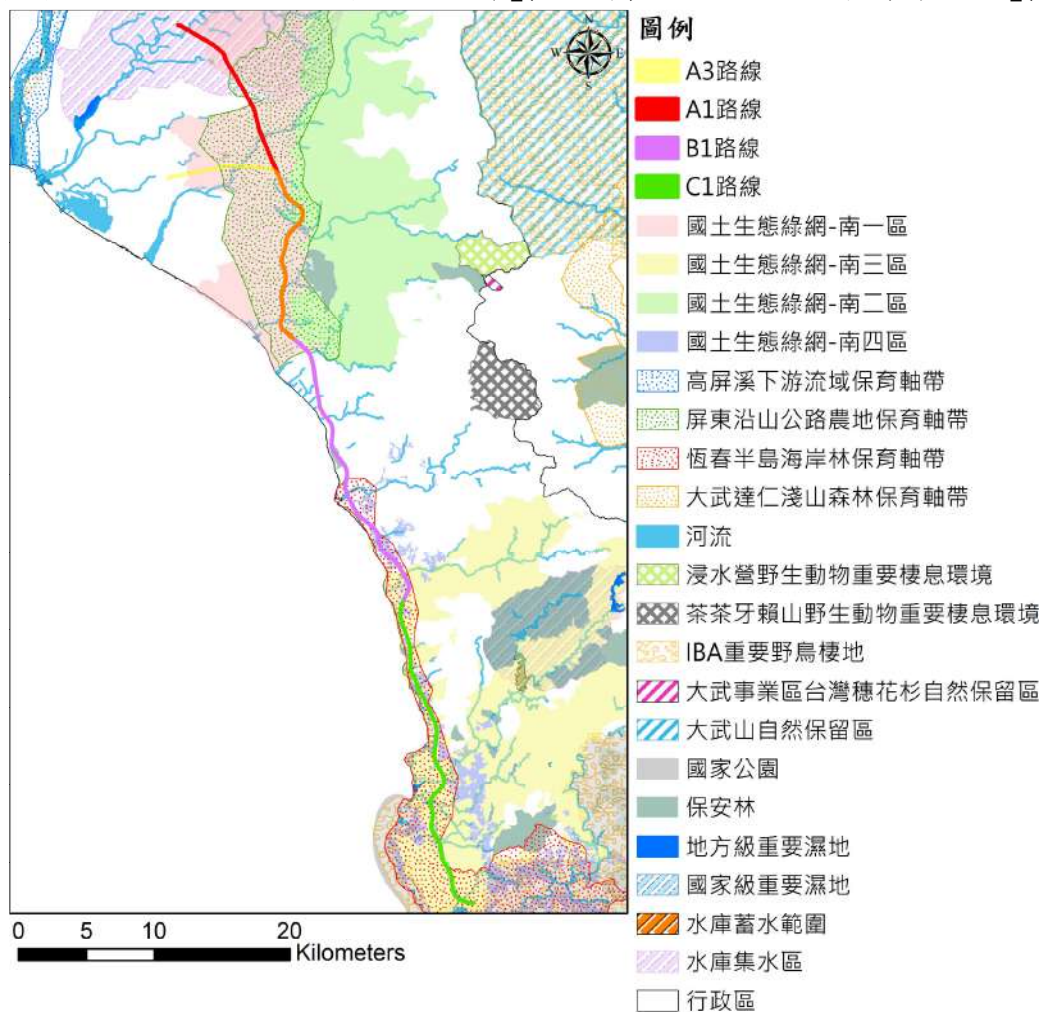 N
W
E
S
圖例
A3路線
A1路線
B1路線
C1路線
國土生態綠網-南一區
國土生態綠網-南三區
國土生態綠網-南二區
國土生態綠網-南四區
高屏溪下游流域保育軸帶
屏東沿山公路農地保育軸帶
恆春半島海岸林保育軸帶
大武達仁淺山森林保育軸帶
河流
浸水營野生動物重要棲息環境
茶茶牙賴山野生動物重要棲息環境
IBA重要野鳥棲地
大武事業區台灣穗花杉自然保留區
大武山自然保留區
國家公園
保安林
地方級重要濕地
國家級重要濕地
水庫蓄水範圍
水庫集水區
行政區
0 5 10 20
Kilometers